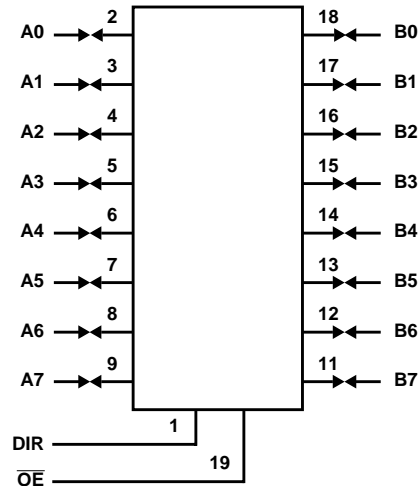 A0 2 18 B0
A1 3 17 B1
A2 4 16 B2
A3 5 15 B3
A4 6 14 B4
A5 7 13 B5
A6 8 12 B6
A7 9 11 B7
DIR 1
O̅E̅ 19